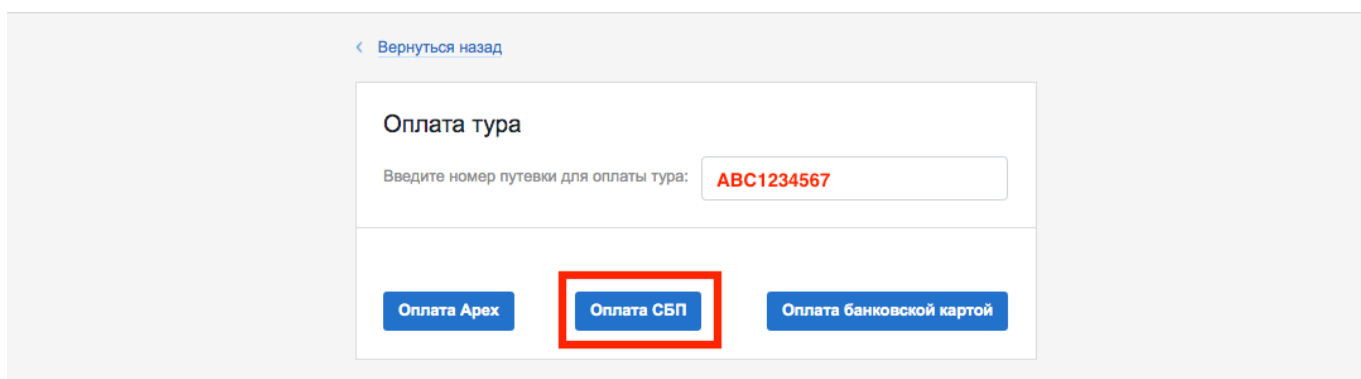 Вернуться назад
Оплата тура
Введите номер путевки для оплаты тура: ABC1234567
Оплата Apex Оплата СБП Оплата банковской картой